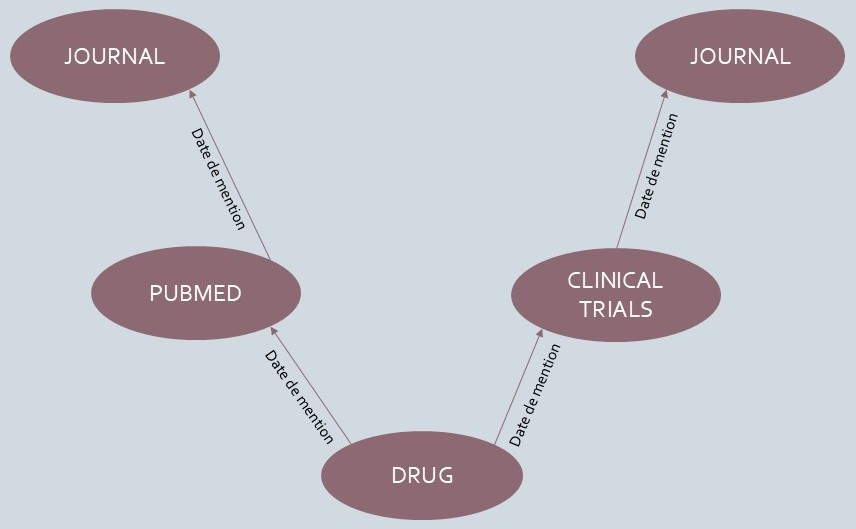 JOURNAL
JOURNAL
Date de mention
Date de mention
PUBMED
CLINICAL
TRIALS
Date de mention
Date de mention
DRUG